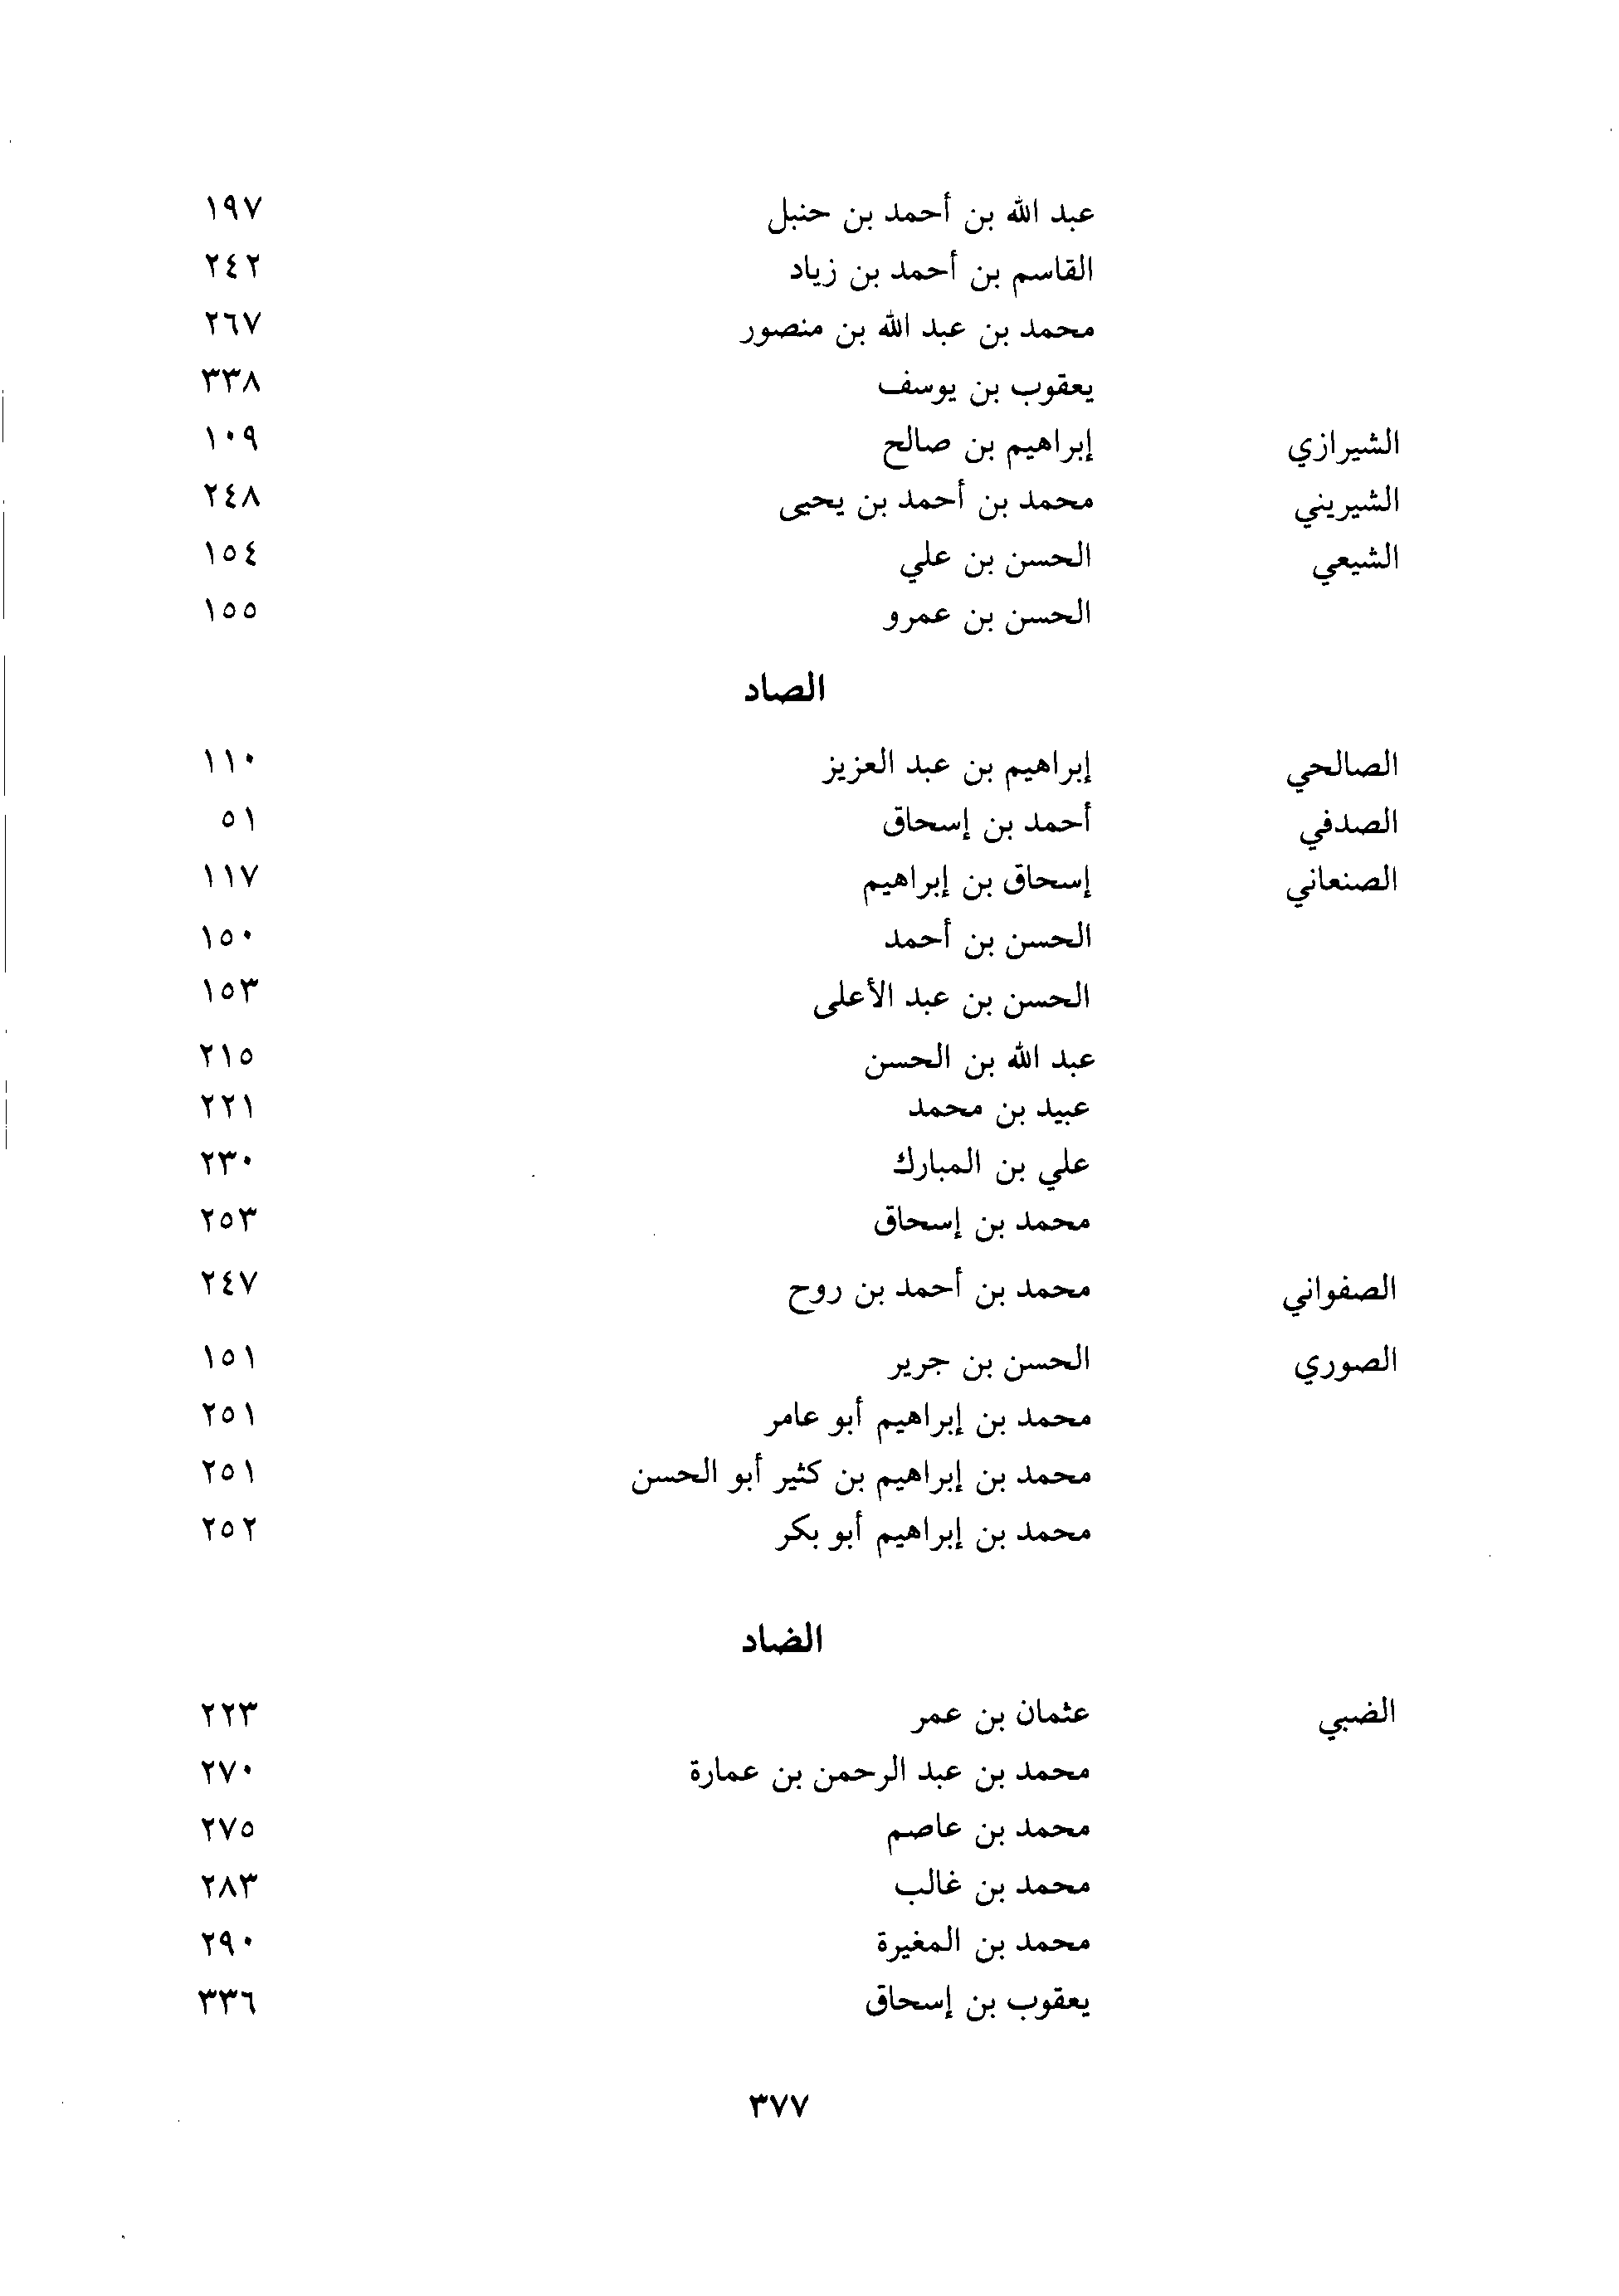 عبد الله بن أحمد بن حنبل ١٩٧
القاسم بن أحمد بن زياد ٢٤٢
محمد بن عبد الله بن منصور ٢٦٧
يعقوب بن يوسف ٣٣٨
الشيرازي إبراهيم بن صالح ١٠٩
الشيريني محمد بن أحمد بن يحيى ٢٤٨
الشيعي الحسن بن علي ١٥٤
الحسن بن عمرو ١٥٥
الصاد
الصالحي إبراهيم بن عبد العزيز ١١٠
الصدفي أحمد بن إسحاق ٥١
الصنعاني إسحاق بن إبراهيم ١١٧
الحسن بن أحمد ١٥٠
الحسن بن عبد الأعلى ١٥٣
عبد الله بن الحسن ٢١٥
عبيد بن محمد ٢٢١
علي بن المبارك ٢٣٠
محمد بن إسحاق ٢٥٣
الصفواني محمد بن أحمد بن روح ٢٤٧
الصوري الحسن بن جرير ١٥١
محمد بن إبراهيم أبو عامر ٢٥١
محمد بن إبراهيم بن كثير أبو الحسن ٢٥١
محمد بن إبراهيم أبو بكر ٢٥٢
الضاد
الضبي عثمان بن عمر ٢٢٣
محمد بن عبد الرحمن بن عمارة ٢٧٠
محمد بن عاصم ٢٧٥
محمد بن غالب ٢٨٣
محمد بن المغيرة ٢٩٠
يعقوب بن إسحاق ٣٣٦
٣٧٧